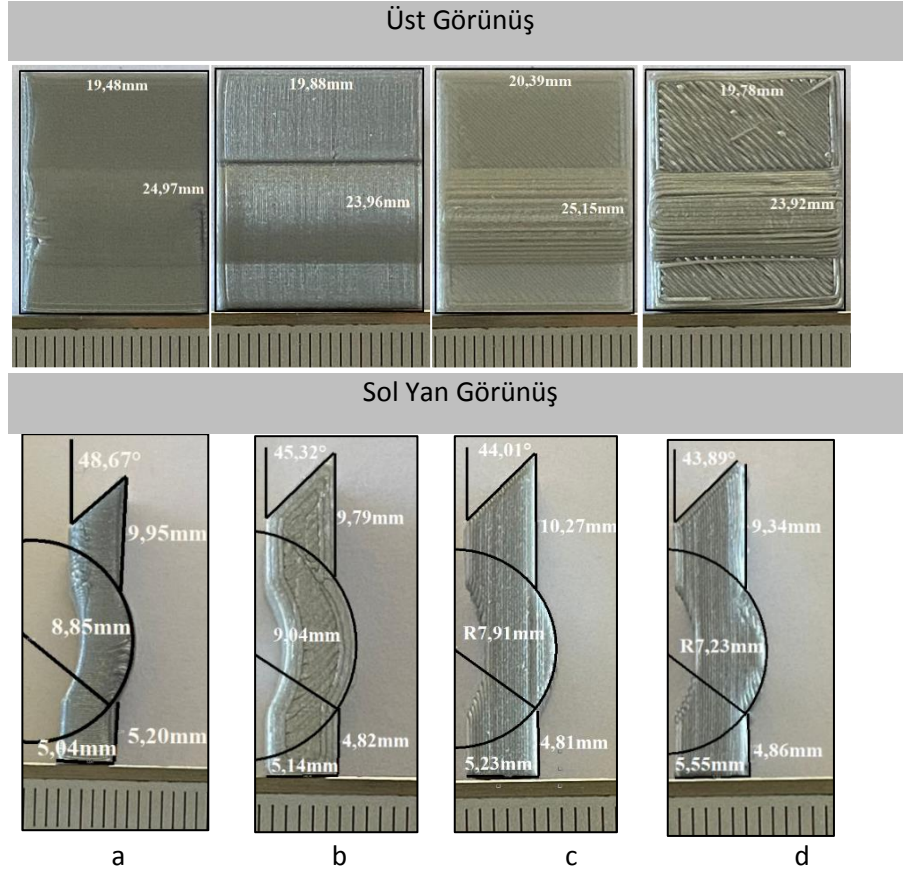 Üst Görünüş
19,48mm 19,88mm 20,39mm 19,78mm
24,97mm 23,96mm 25,15mm 23,92mm
Sol Yan Görünüş
48,67° 45,32° 44,01° 43,89°
9,95mm 9,79mm 10,27mm 9,34mm
8,85mm 9,04mm R7,91mm R7,23mm
5,20mm 4,82mm 4,81mm 4,86mm
5,04mm 5,14mm 5,23mm 5,55mm
a b c d